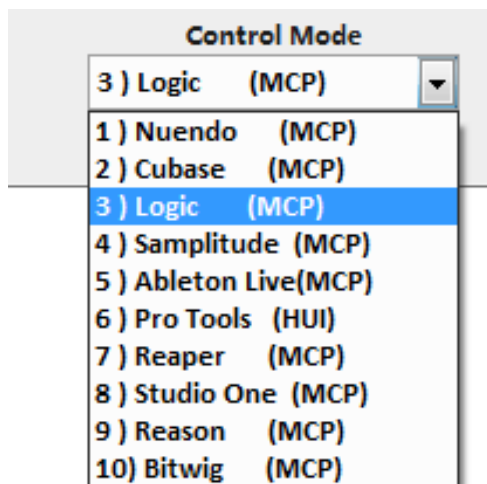 Control Mode
3 ) Logic (MCP)
1 ) Nuendo (MCP)
2 ) Cubase (MCP)
3 ) Logic (MCP)
4 ) Samplitude (MCP)
5 ) Ableton Live(MCP)
6 ) Pro Tools (HUI)
7 ) Reaper (MCP)
8 ) Studio One (MCP)
9 ) Reason (MCP)
10) Bitwig (MCP)